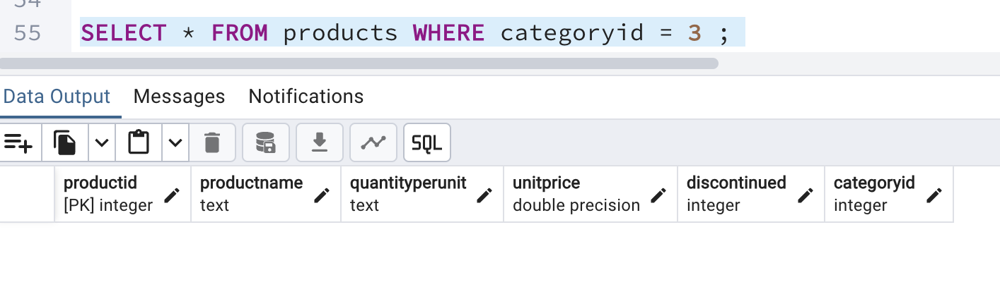 54
55 SELECT * FROM products WHERE categoryid = 3 ;
Data Output Messages Notifications
SQL
productid productname quantityperunit unitprice discontinued categoryid
[PK] integer text text double precision integer integer